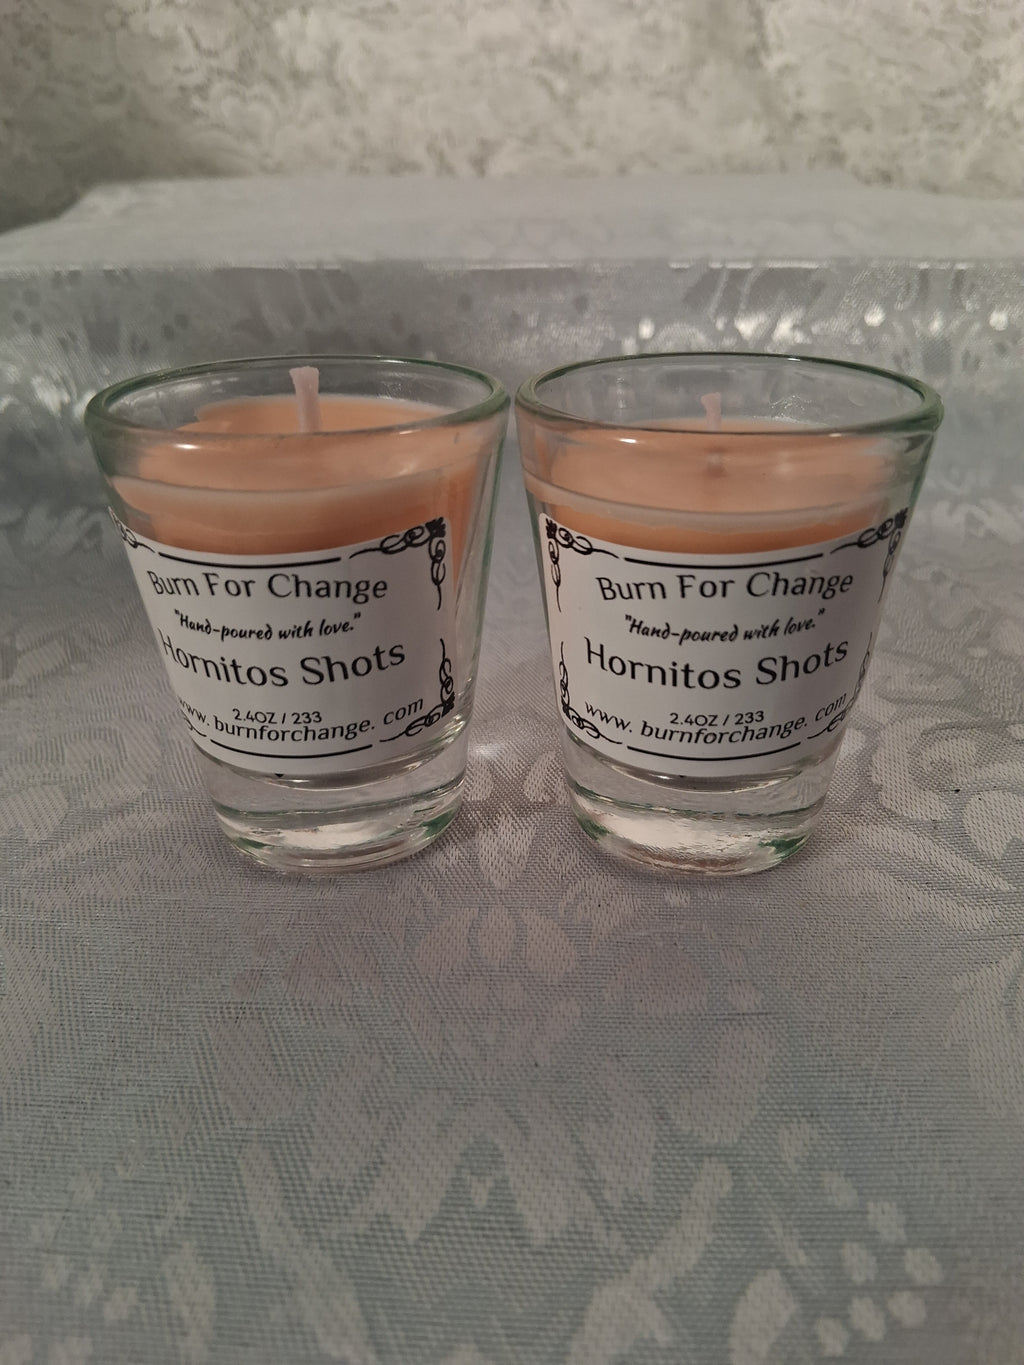 Burn For Change
"Hand-poured with love."
Hornitos Shots
2.4OZ / 233
www. burnforchange. com
Burn For Change
"Hand-poured with love."
Hornitos Shots
2.4OZ / 233
www. burnforchange. com